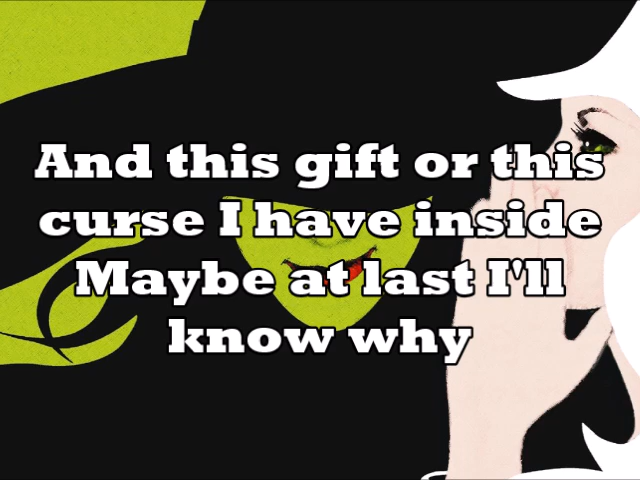 And this gift or this
curse I have inside
Maybe at last I'll
know why